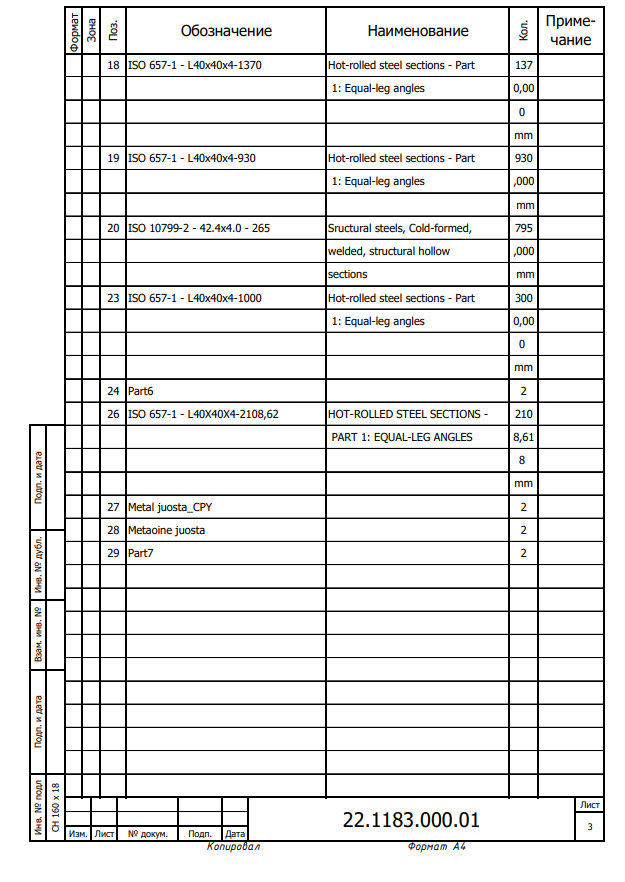 Формат Зона Поз. Обозначение Наименование Кол. Приме-
чание
18 ISO 657-1 - L40x40x4-1370 Hot-rolled steel sections - Part 137
1: Equal-leg angles 0,00
0
mm
19 ISO 657-1 - L40x40x4-930 Hot-rolled steel sections - Part 930
1: Equal-leg angles ,000
mm
20 ISO 10799-2 - 42.4x4.0 - 265 Sructural steels, Cold-formed, 795
welded, structural hollow ,000
sections mm
23 ISO 657-1 - L40x40x4-1000 Hot-rolled steel sections - Part 300
1: Equal-leg angles 0,00
0
mm
24 Part6 2
26 ISO 657-1 - L40X40X4-2108,62 HOT-ROLLED STEEL SECTIONS - 210
PART 1: EQUAL-LEG ANGLES 8,61
8
mm
27 Metal juosta_CPY 2
28 Metaoine juosta 2
29 Part7 2
Подп. и дата
Инв. № дубл.
Взам. инв. №
Подп. и дата
Инв. № подл
CH 160 x 18
Изм. Лист № докум. Подп. Дата
22.1183.000.01
Лист
3
Копировал Формат А4